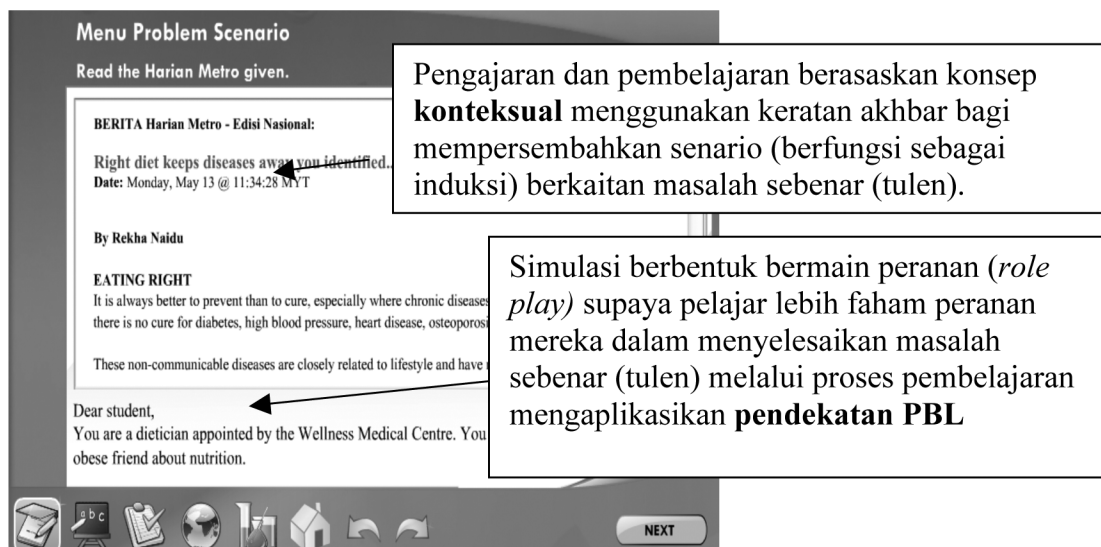 Menu Problem Scenario
Read the Harian Metro given.
Pengajaran dan pembelajaran berasaskan konsep
konteksual menggunakan keratan akhbar bagi
mempersembahkan senario (berfungsi sebagai
induksi) berkaitan masalah sebenar (tulen).
BERITA Harian Metro - Edisi Nasional:
Right diet keeps diseases away you identified..
Date: Monday, May 13 @ 11:34:28 MYT
By Rekha Naidu
Simulasi berbentuk bermain peranan (role
play) supaya pelajar lebih faham peranan
mereka dalam menyelesaikan masalah
sebenar (tulen) melalui proses pembelajaran
mengaplikasikan pendekatan PBL
EATING RIGHT
It is always better to prevent than to cure, especially where chronic diseases
there is no cure for diabetes, high blood pressure, heart disease,
These non-communicable diseases are closely related to lifestyle and have
Dear student,
You are a dietician appointed by the Wellness Medical Centre. You
obese friend about nutrition.
abc
NEXT